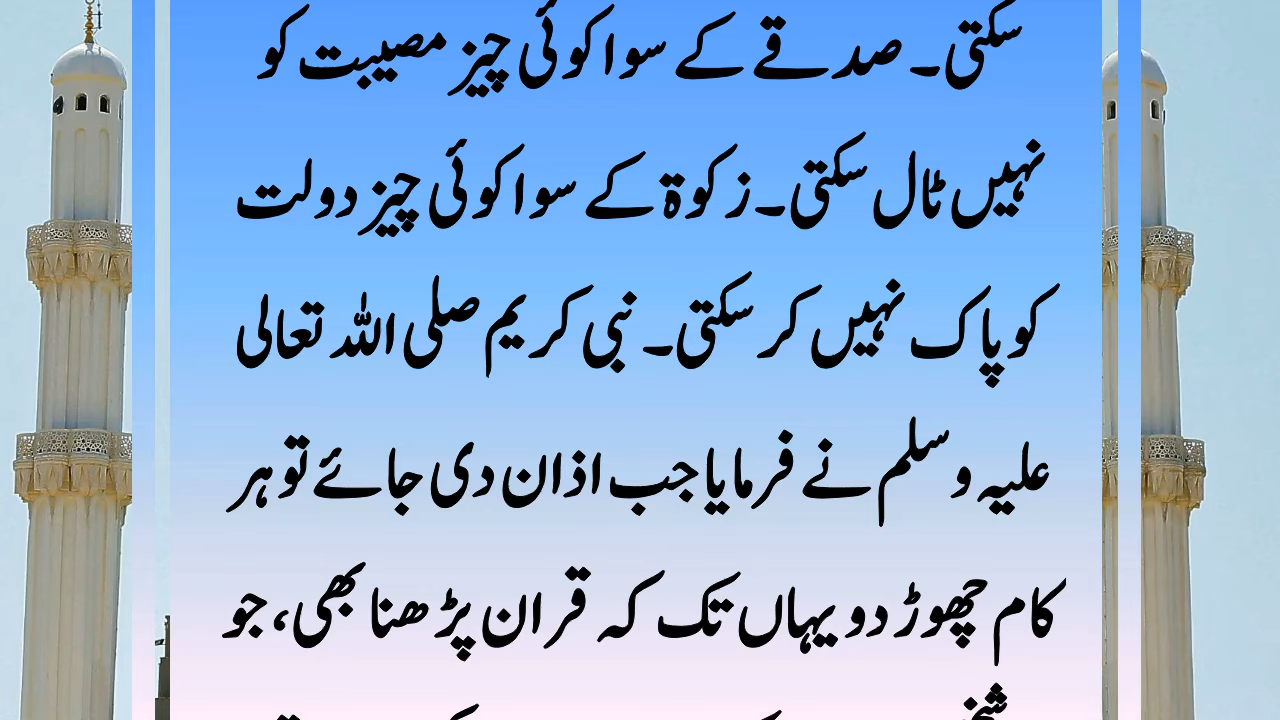 سکتی۔ صدقے کے سوا کوئی چیز مصیبت کو
نہیں ٹال سکتی۔ زکوۃ کے سوا کوئی چیز دولت
کو پاک نہیں کر سکتی۔ نبی کریم صلی اللہ تعالی
علیہ وسلم نے فرمایا جب اذان دی جائے تو ہر
کام چھوڑ دو یہاں تک کہ قران پڑھنا بھی، جو